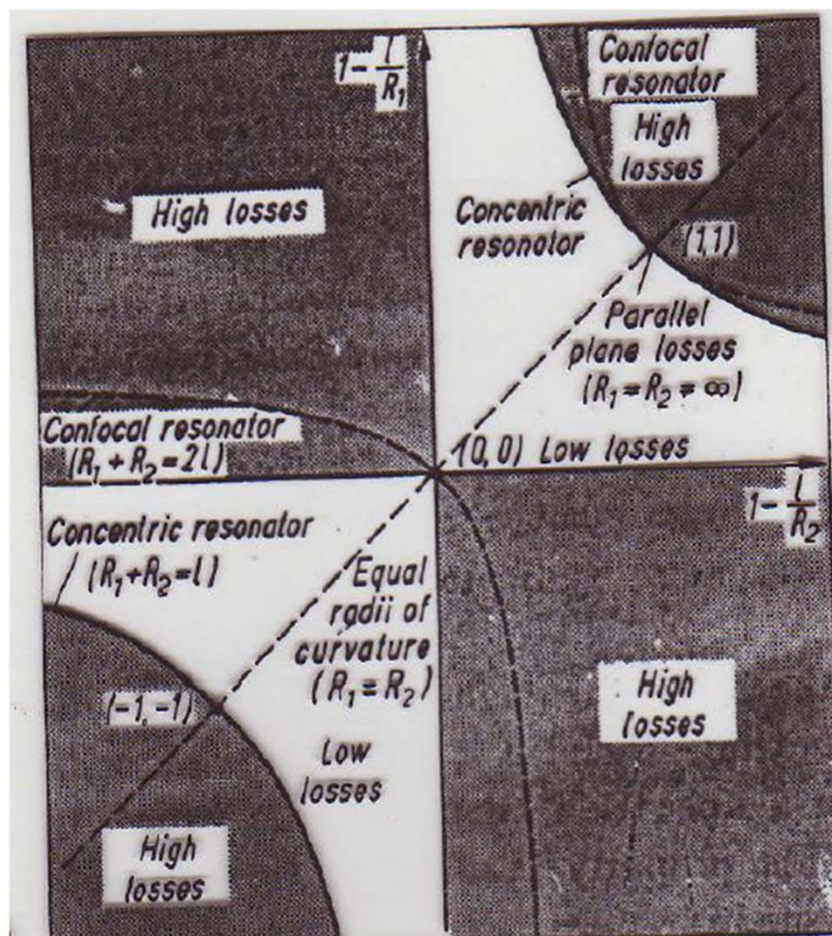 1 - l/R₁
Confocal
resonator
High
losses
High losses
Concentric
resonator
(1,1)
Parallel
plane losses
(R₁ = R₂ = ∞)
Confocal resonator
(R₁ + R₂ = 2l)
(0,0) Low losses
1 - l/R₂
Concentric resonator
(R₁+R₂=l)
Equal
radii of
curvature
(R₁ = R₂)
High
losses
(-1,-1)
Low
losses
High
losses